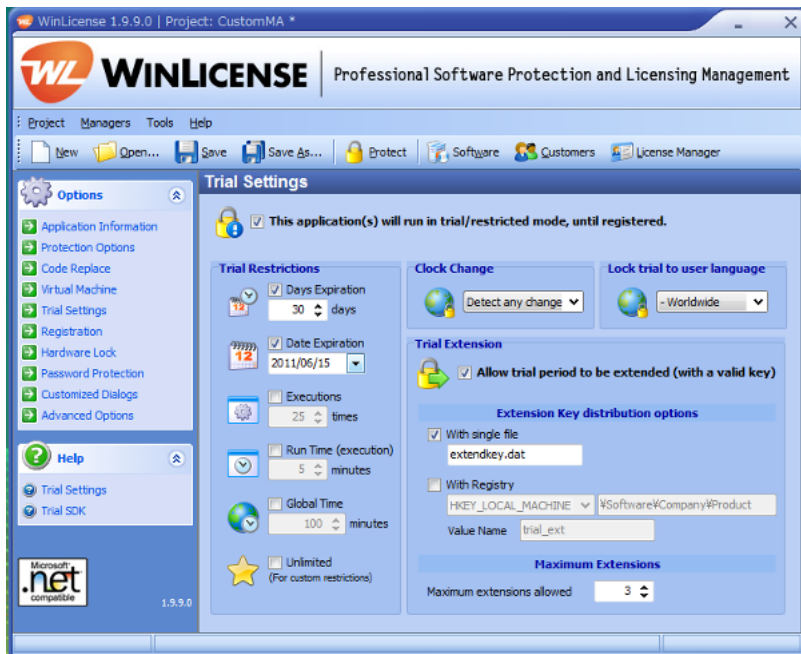 WinLicense 1.9.9.0 | Project: CustomMA *
WL WINLICENSE Professional Software Protection and Licensing Management
Project Managers Tools Help
New Open... Save Save As... Protect Software Customers License Manager
Options
Application Information
Protection Options
Code Replace
Virtual Machine
Trial Settings
Registration
Hardware Lock
Password Protection
Customized Dialogs
Advanced Options
Help
Trial Settings
Trial SDK
Microsoft
.net
compatible
1.9.9.0
Trial Settings
This application(s) will run in trial/restricted mode, until registered.
Trial Restrictions
12
Days Expiration
30 days
12
Date Expiration
2011/06/15
Executions
25 times
Run Time (execution)
5 minutes
Global Time
100 minutes
Unlimited
(For custom restrictions)
Clock Change
Detect any change
Lock trial to user language
- Worldwide
Trial Extension
Allow trial period to be extended (with a valid key)
Extension Key distribution options
With single file
extendkey.dat
With Registry
HKEY_LOCAL_MACHINE ¥Software¥Company¥Product
Value Name trial_ext
Maximum Extensions
Maximum extensions allowed 3